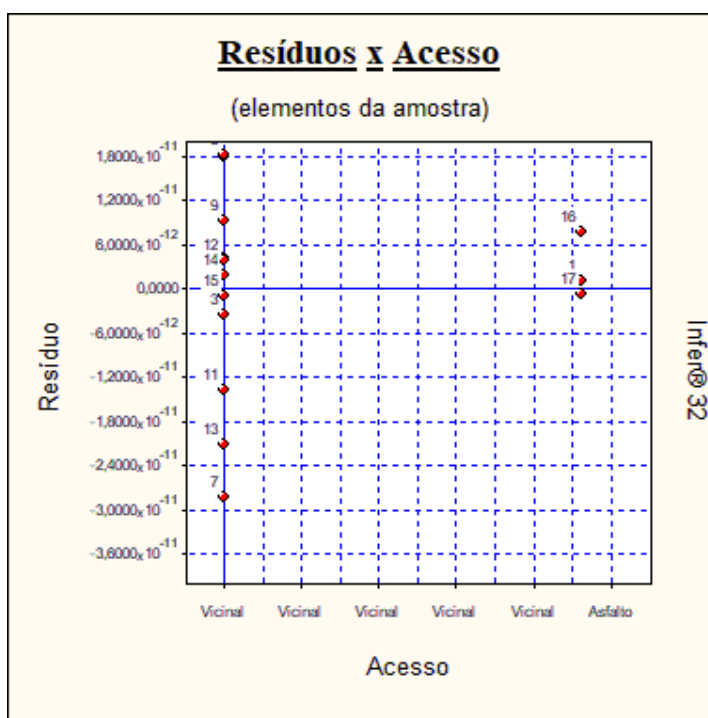 Resíduos x Acesso
(elementos da amostra)
1,8000x10^-11
1,2000x10^-11
6,0000x10^-12
0,0000
-6,0000x10^-12
-1,2000x10^-11
-1,8000x10^-11
-2,4000x10^-11
-3,0000x10^-11
-3,6000x10^-11
9
12
14
15
3
11
13
7
16
1
17
Resíduo
Infer® 32
Vicinal Vicinal Vicinal Vicinal Vicinal Asfalto
Acesso